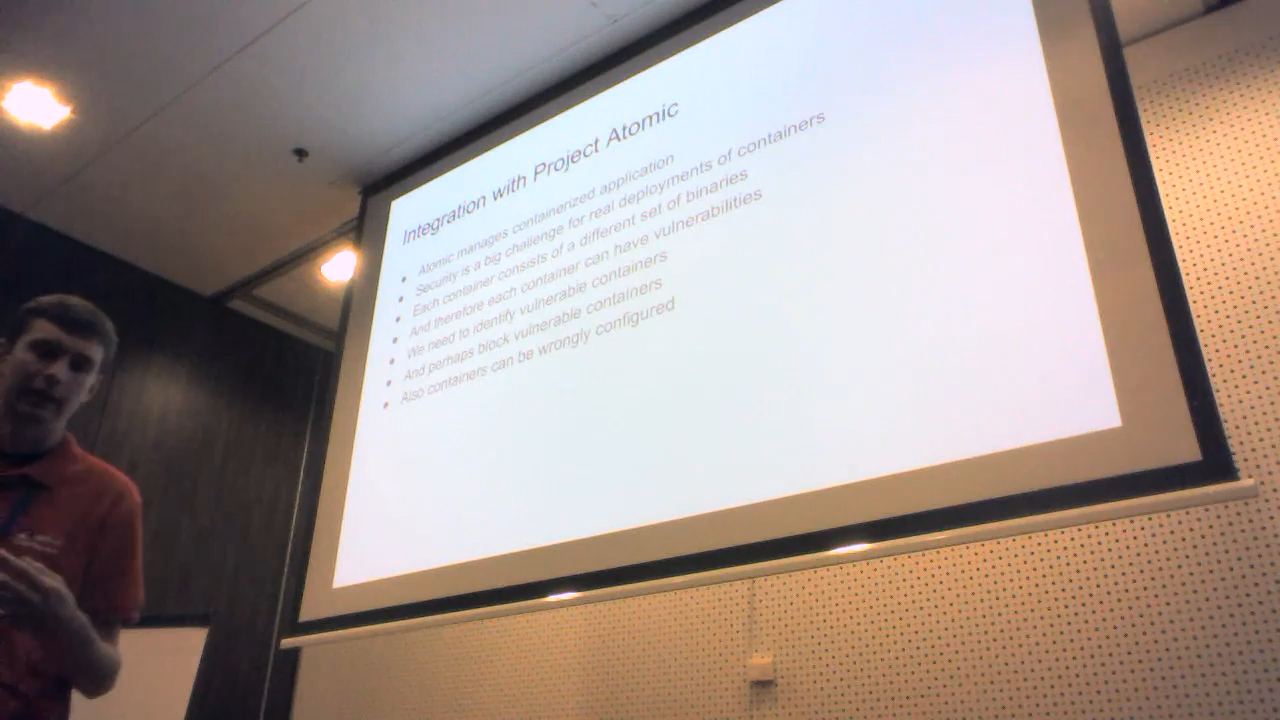 Integration with Project Atomic
Atomic manages containerized application
Security is a big challenge for real deployments of containers
Each container consists of a different set of binaries
And therefore each container can have vulnerabilities
We need to identify vulnerable containers
And perhaps block vulnerable containers
Also containers can be wrongly configured